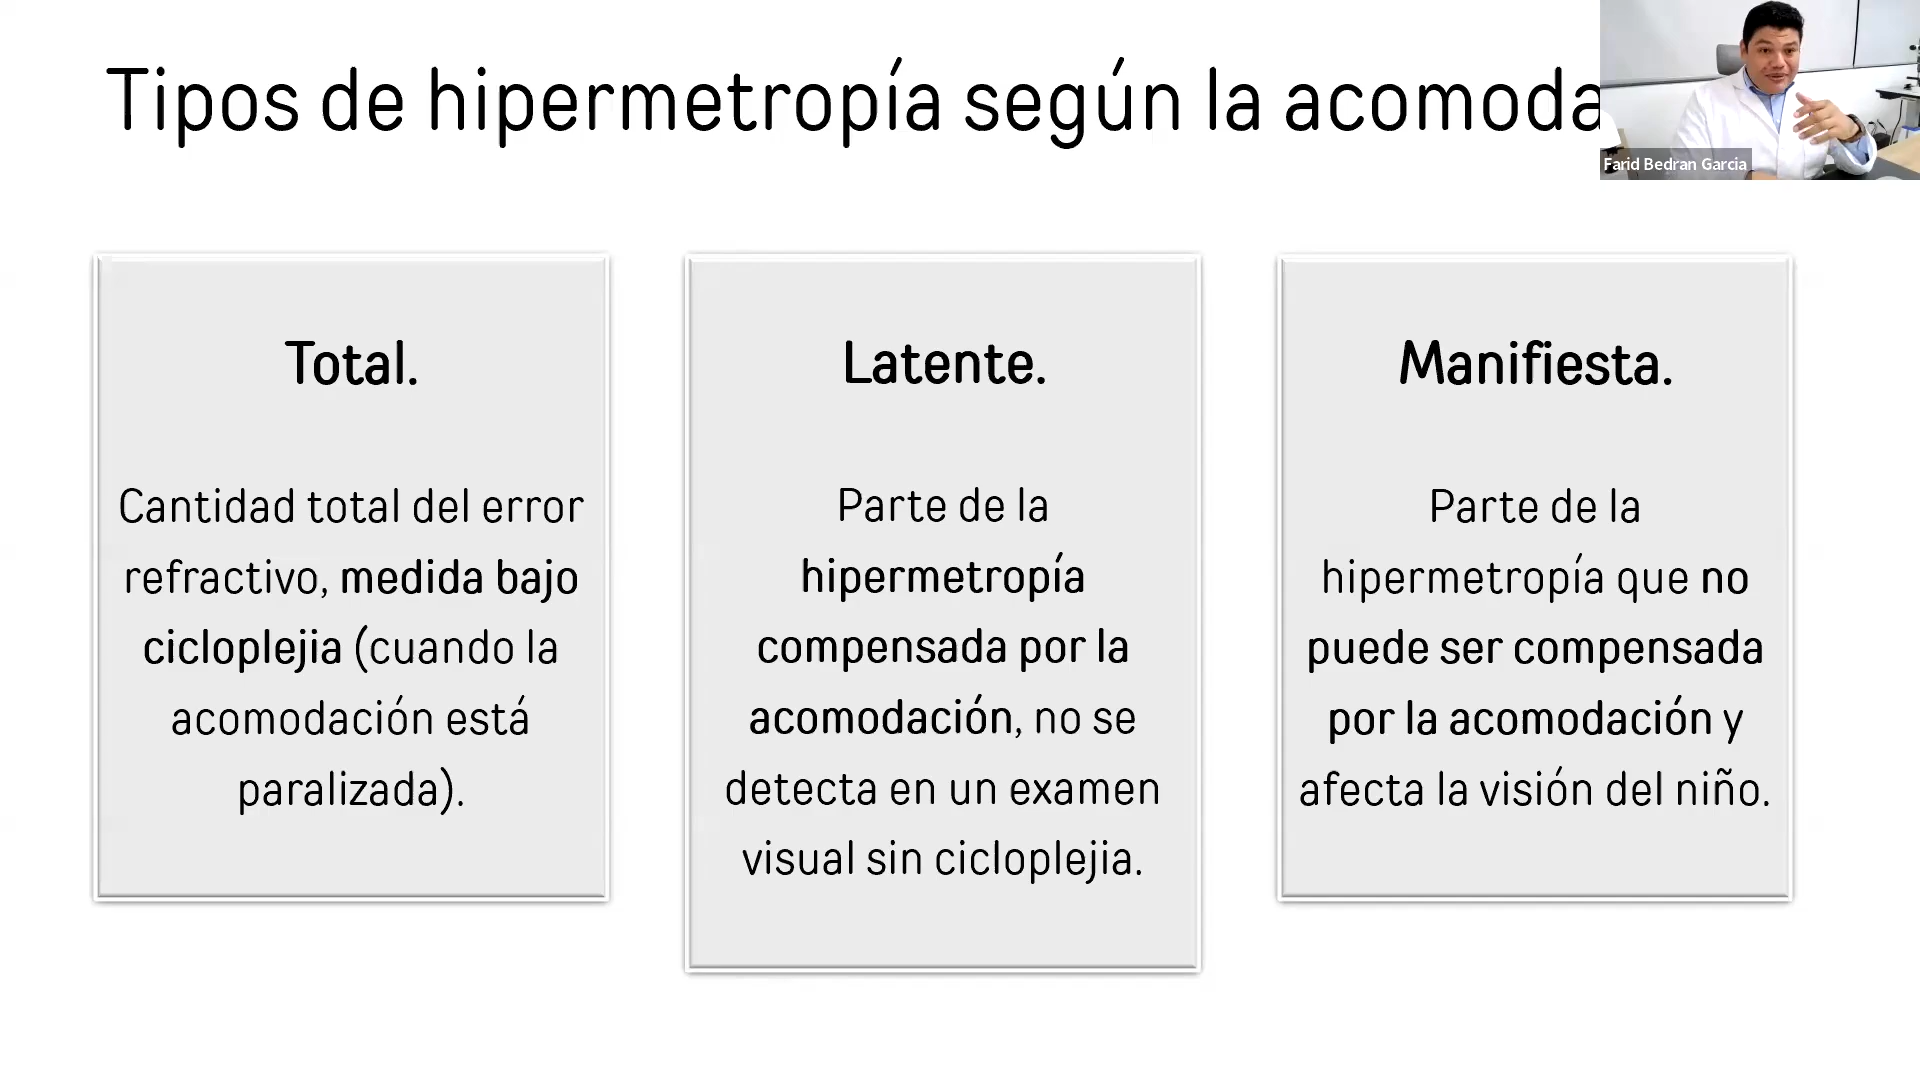 Tipos de hipermetropía según la acomoda
Farid Bedran Garcia
Total.
Cantidad total del error
refractivo, medida bajo
cicloplejia (cuando la
acomodación está
paralizada).
Latente.
Parte de la
hipermetropía
compensada por la
acomodación, no se
detecta en un examen
visual sin cicloplejia.
Manifiesta.
Parte de la
hipermetropía que no
puede ser compensada
por la acomodación y
afecta la visión del niño.